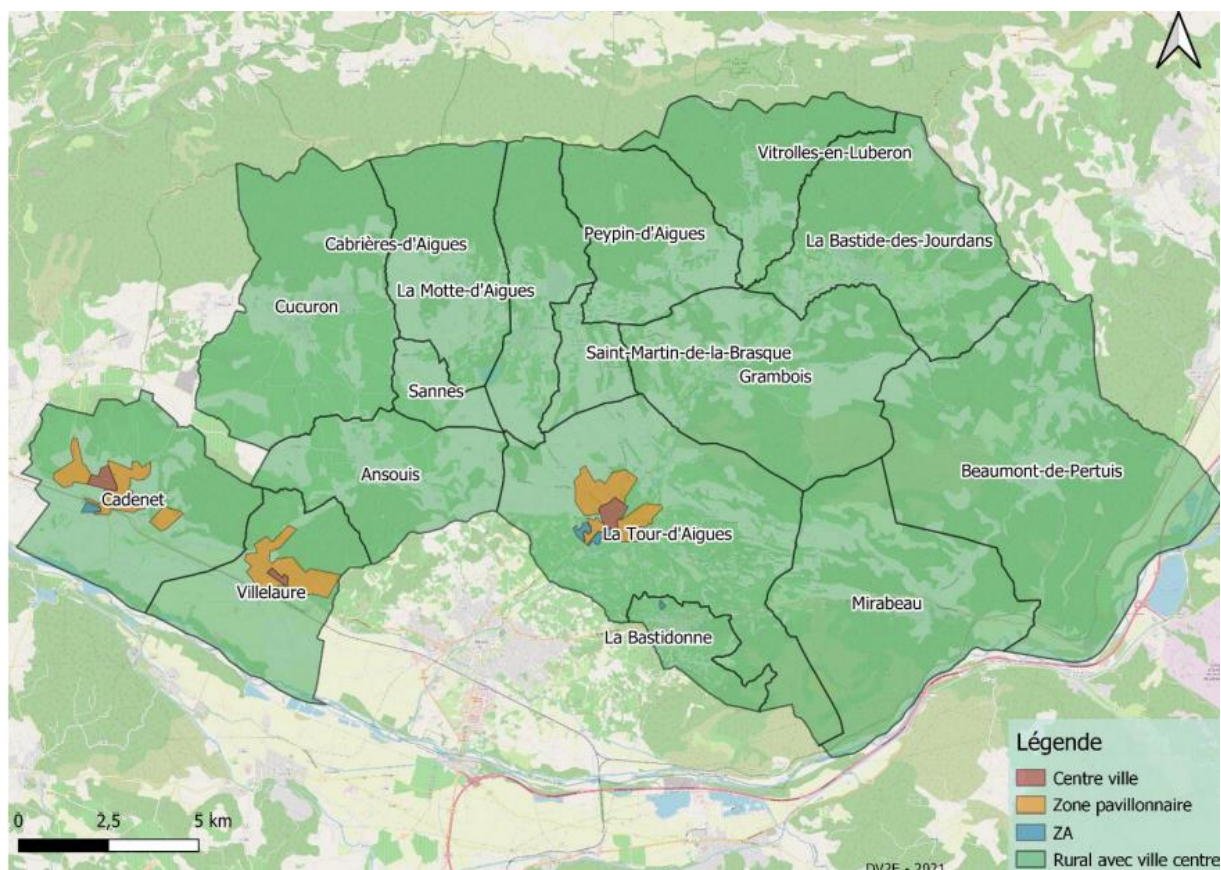 Vitrolles-en-Luberon
Cabrières-d'Aigues
Peypin-d'Aigues
La Bastide-des-Jourdans
La Motte-d'Aigues
Cucuron
Saint-Martin-de-la-Brasque
Grambois
Sannes
Ansouis
Beaumont-de-Pertuis
Cadenet
La Tour-d'Aigues
Villelaure
Mirabeau
La Bastidonne
Légende
Centre ville
Zone pavillonnaire
ZA
Rural avec ville centre
0 2,5 5 km
DV2E - 2021